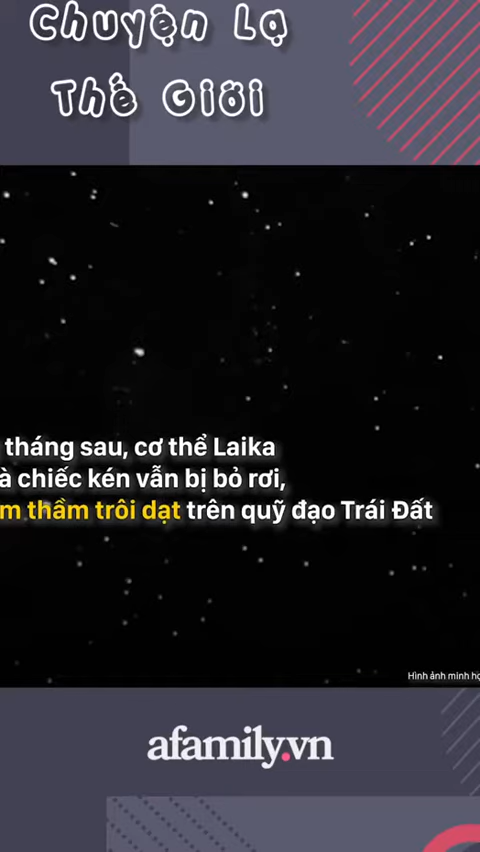 Chuyện Lạ
Thế Giới
tháng sau, cơ thể Laika
à chiếc kén vẫn bị bỏ rơi,
m thầm trôi dạt trên quỹ đạo Trái Đất
Hình ảnh minh họ
afamily.vn